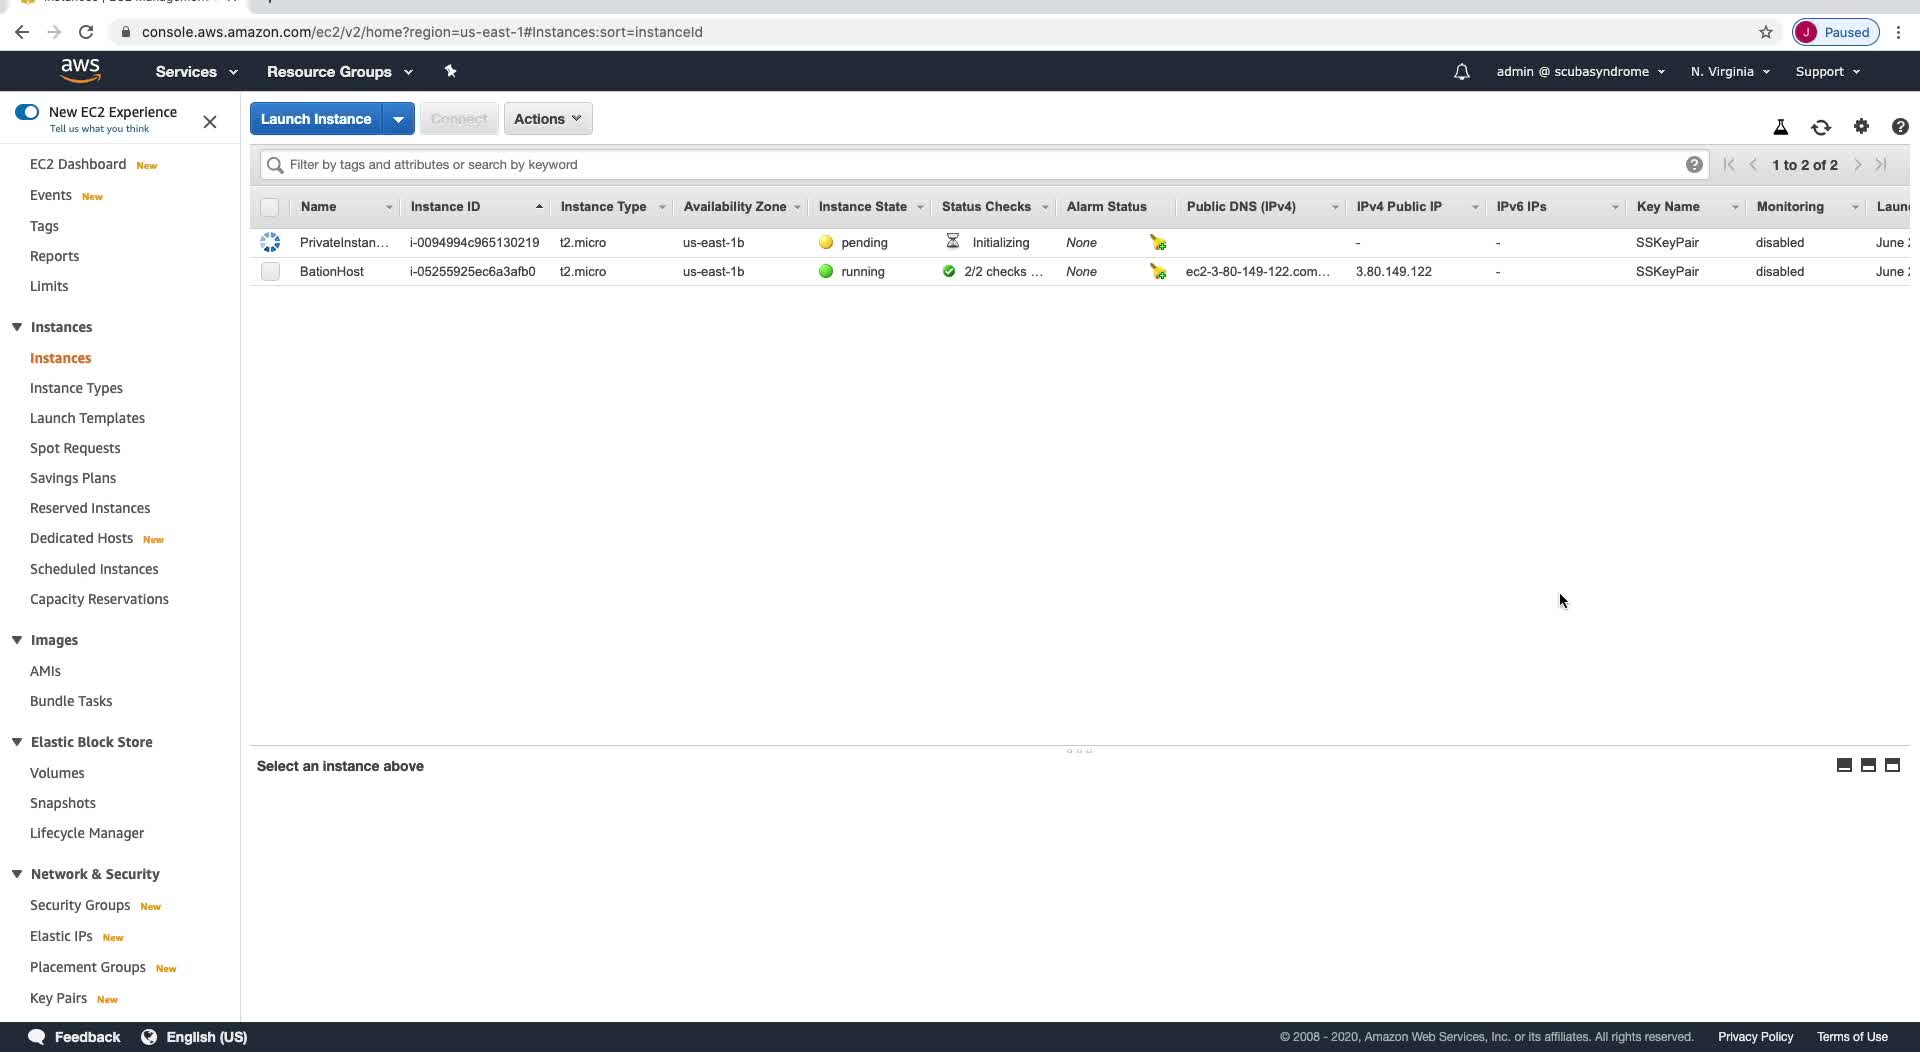 console.aws.amazon.com/ec2/v2/home?region=us-east-1#Instances:sort=instanceId
J Paused
aws Services Resource Groups admin @ scubasyndrome N. Virginia Support
New EC2 Experience
Tell us what you think
Launch Instance Connect Actions
EC2 Dashboard New
Events New
Tags
Reports
Limits
Instances
Instances
Instance Types
Launch Templates
Spot Requests
Savings Plans
Reserved Instances
Dedicated Hosts New
Scheduled Instances
Capacity Reservations
Images
AMIs
Bundle Tasks
Elastic Block Store
Volumes
Snapshots
Lifecycle Manager
Network & Security
Security Groups New
Elastic IPs New
Placement Groups New
Key Pairs New
Filter by tags and attributes or search by keyword
1 to 2 of 2
Name Instance ID Instance Type Availability Zone Instance State Status Checks Alarm Status Public DNS (IPv4) IPv4 Public IP IPv6 IPs Key Name Monitoring
PrivateInstan... i-0094994c965130219 t2.micro us-east-1b pending Initializing None - - SSKeyPair disabled June
BationHost i-05255925ec6a3afb0 t2.micro us-east-1b running 2/2 checks ... None ec2-3-80-149-122.com... 3.80.149.122 - SSKeyPair disabled June
Select an instance above
Feedback English (US)
© 2008 - 2020, Amazon Web Services, Inc. or its affiliates. All rights reserved. Privacy Policy Terms of Use